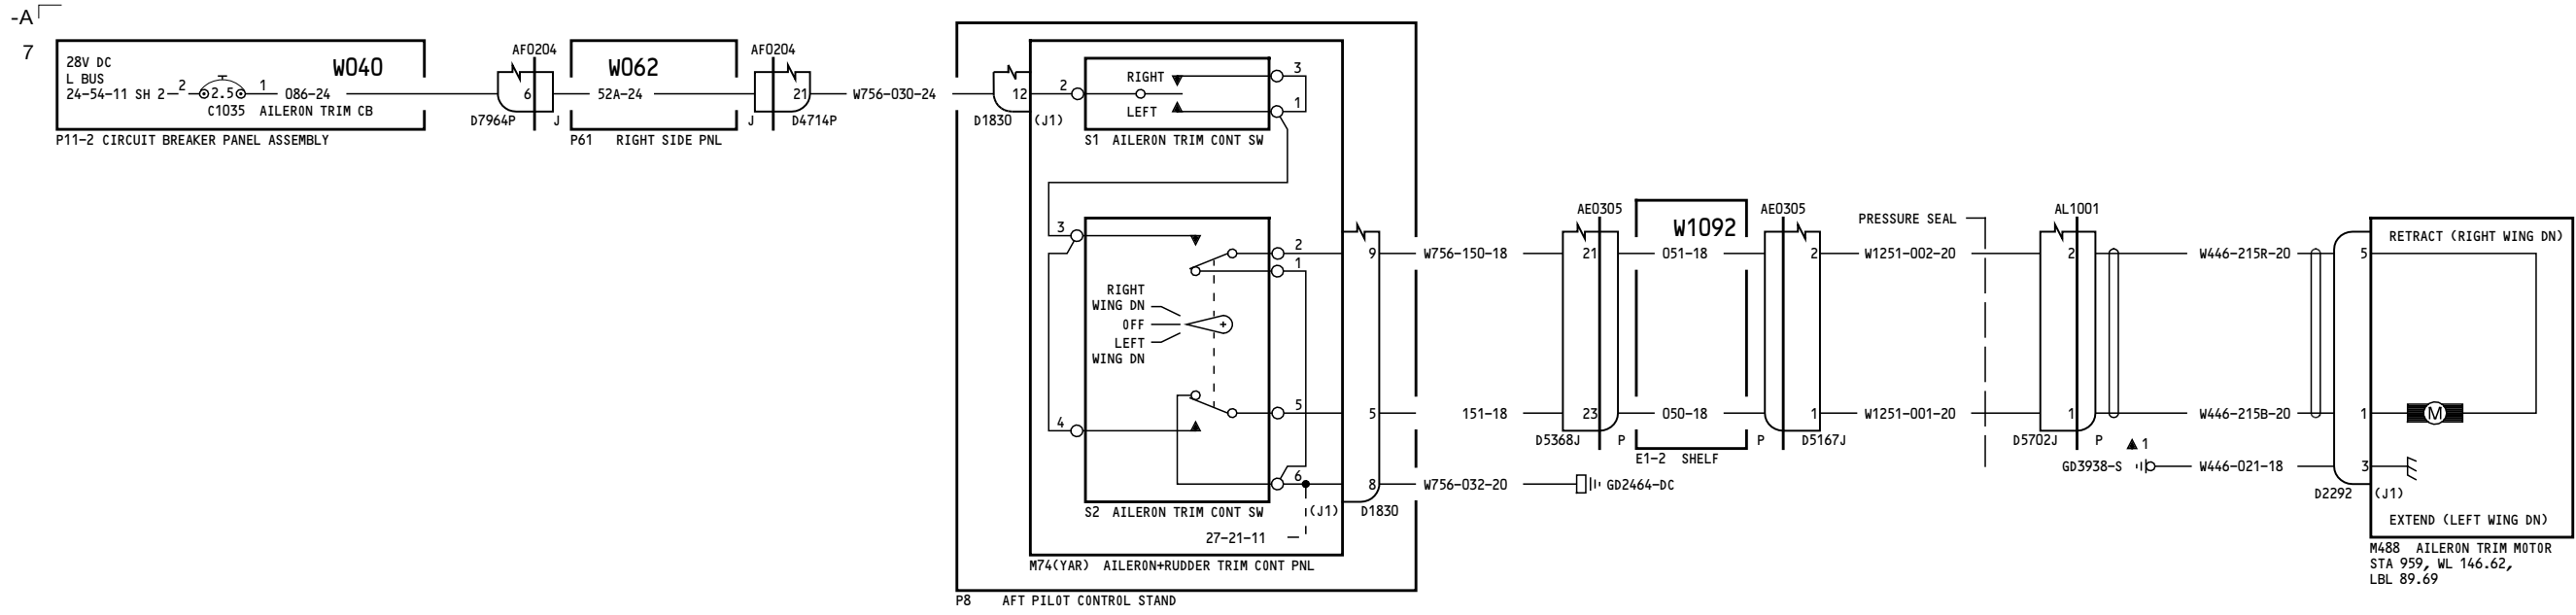 -A
7
28V DC
L BUS
24-54-11 SH 2
2
2.5
1
086-24
W040
C1035 AILERON TRIM CB
P11-2 CIRCUIT BREAKER PANEL ASSEMBLY
AF0204
6
D7964P
J
W062
52A-24
P61 RIGHT SIDE PNL
AF0204
21
J
D4714P
W756-030-24
12
D1830
(J1)
2
RIGHT
LEFT
3
1
S1 AILERON TRIM CONT SW
3
4
2
1
RIGHT
WING DN
OFF
LEFT
WING DN
+
5
6
S2 AILERON TRIM CONT SW
(J1)
D1830
27-21-11
M74(YAR) AILERON+RUDDER TRIM CONT PNL
P8 AFT PILOT CONTROL STAND
9
5
8
W756-150-18
151-18
W756-032-20
GD2464-DC
AE0305
21
23
D5368J
P
W1092
051-18
050-18
E1-2 SHELF
AE0305
2
1
P
D5167J
PRESSURE SEAL
W1251-002-20
W1251-001-20
AL1001
2
1
D5702J
P
1
GD3938-S
W446-215R-20
W446-215B-20
W446-021-18
5
1
3
D2292
(J1)
RETRACT (RIGHT WING DN)
M
EXTEND (LEFT WING DN)
M488 AILERON TRIM MOTOR
STA 959, WL 146.62,
LBL 89.69